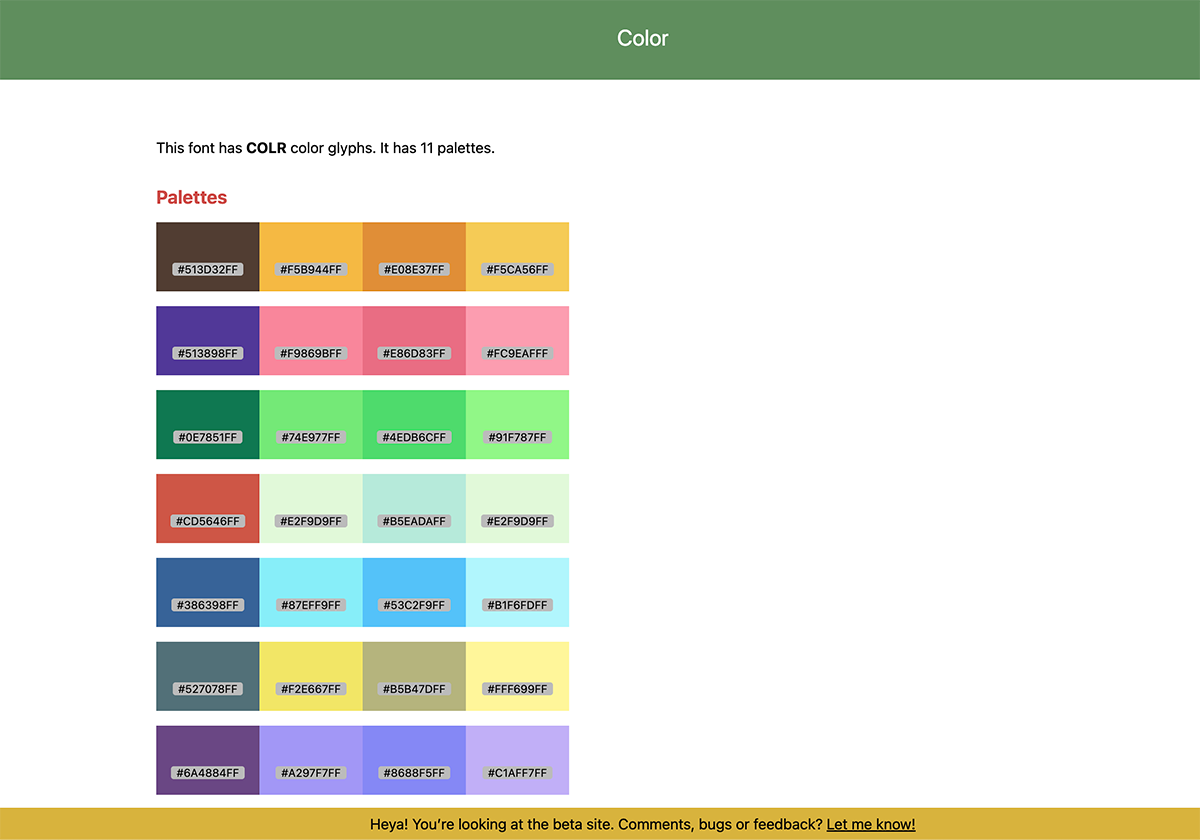 Color
This font has COLR color glyphs. It has 11 palettes.
Palettes
#513D32FF #F5B944FF #E08E37FF #F5CA56FF
#513898FF #F9869BFF #E86D83FF #FC9EAFFF
#0E7851FF #74E977FF #4EDB6CFF #91F787FF
#CD5646FF #E2F9D9FF #B5EADAFF #E2F9D9FF
#386398FF #87EFF9FF #53C2F9FF #B1F6FDFF
#527078FF #F2E667FF #B5B47DFF #FFF699FF
#6A4884FF #A297F7FF #8688F5FF #C1AFF7FF
Heya! You’re looking at the beta site. Comments, bugs or feedback? Let me know!